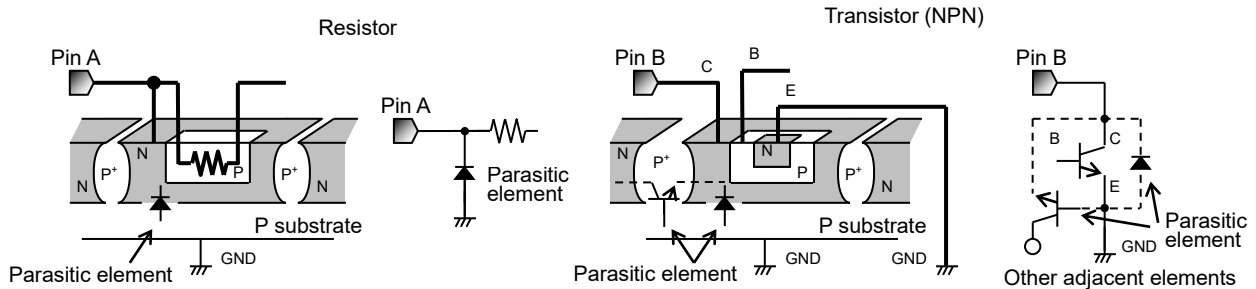 Resistor
Transistor (NPN)
Pin A
Pin B
B
C
E
Pin B
Pin A
N
P
N
P+
P+
N
Parasitic
element
P substrate
GND
Parasitic element
N
P
N
P+
P+
N
N
P substrate
GND
GND
Parasitic element
B
C
E
Parasitic
element
GND
Other adjacent elements